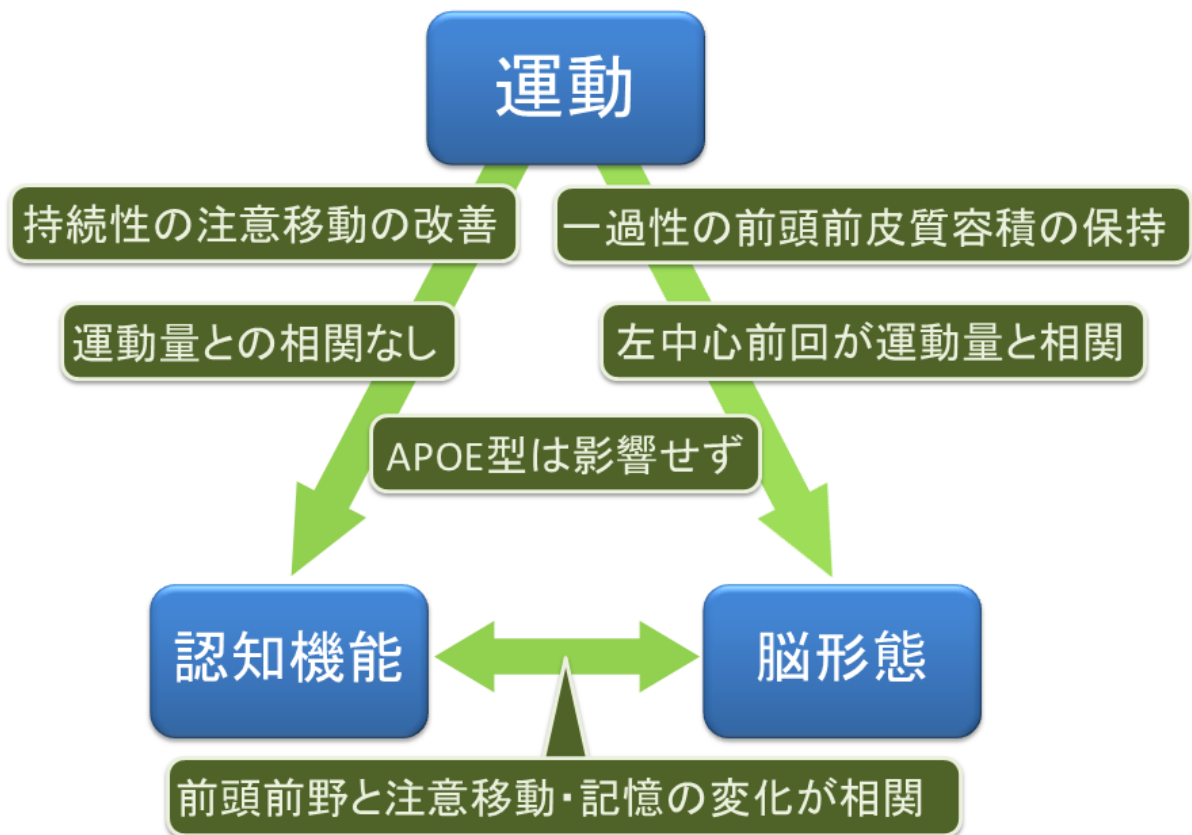 運動
持続性の注意移動の改善
一過性の前頭前皮質容積の保持
運動量との相関なし
左中心前回が運動量と相関
APOE型は影響せず
認知機能
脳形態
前頭前野と注意移動・記憶の変化が相関